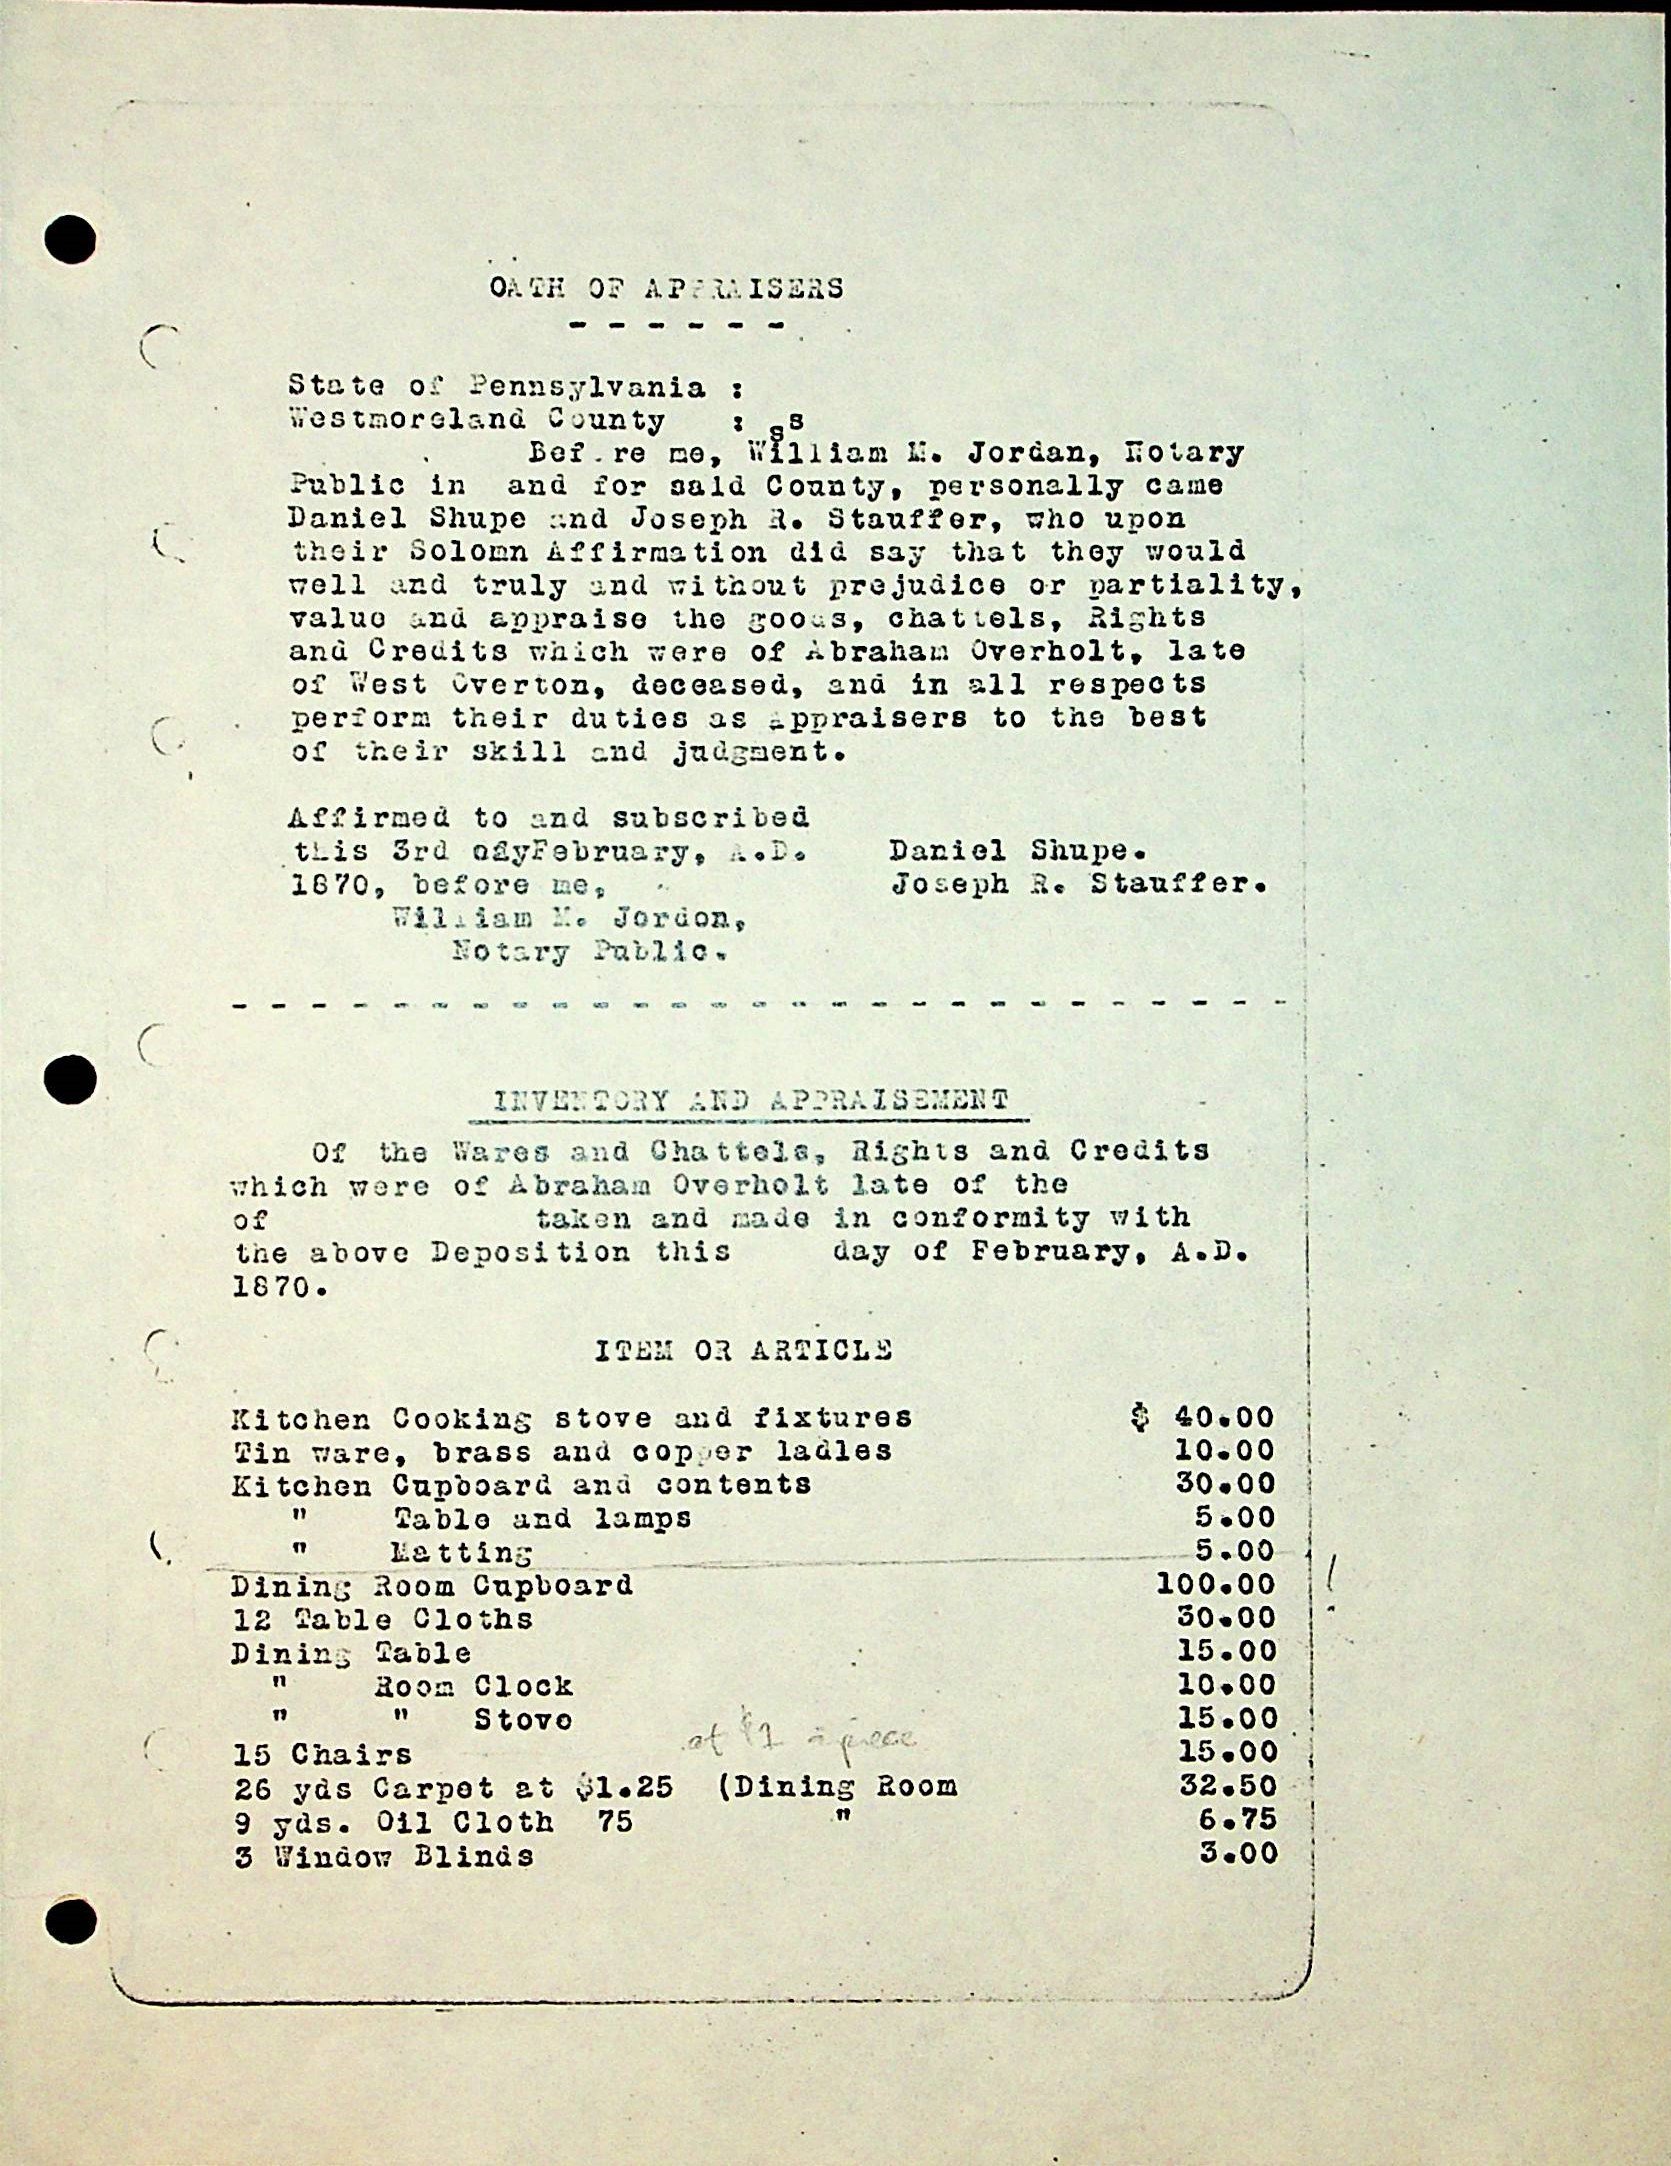 OATH OF APPRAISERS
- - - - - -
State of Pennsylvania :
Westmoreland County : ss
Before me, William M. Jordan, Notary
Public in and for said County, personally came
Daniel Shupe and Joseph R. Stauffer, who upon
their Solomn Affirmation did say that they would
well and truly and without prejudice or partiality,
value and appraise the goods, chattels, Rights
and Credits which were of Abraham Overholt, late
of West Overton, deceased, and in all respects
perform their duties as Appraisers to the best
of their skill and judgment.
Affirmed to and subscribed
this 3rd dayFebruary, A.D. Daniel Shupe.
1870, before me, Joseph R. Stauffer.
William M. Jordon,
Notary Public.
- - - - - - - - - - - - - - - - - - - - - - - - - - -
INVENTORY AND APPRAISEMENT
Of the Wares and Chattels, Rights and Credits
which were of Abraham Overholt late of the
of taken and made in conformity with
the above Deposition this day of February, A.D.
1870.
ITEM OR ARTICLE
Kitchen Cooking stove and fixtures $ 40.00
Tin ware, brass and copper ladles 10.00
Kitchen Cupboard and contents 30.00
" Table and lamps 5.00
" Matting 5.00
Dining Room Cupboard 100.00 !
12 Table Cloths 30.00
Dining Table 15.00
" Room Clock 10.00
" " Stove 15.00
15 Chairs at $1 a piece 15.00
26 yds Carpet at $1.25 (Dining Room 32.50
9 yds. Oil Cloth 75 " 6.75
3 Window Blinds 3.00